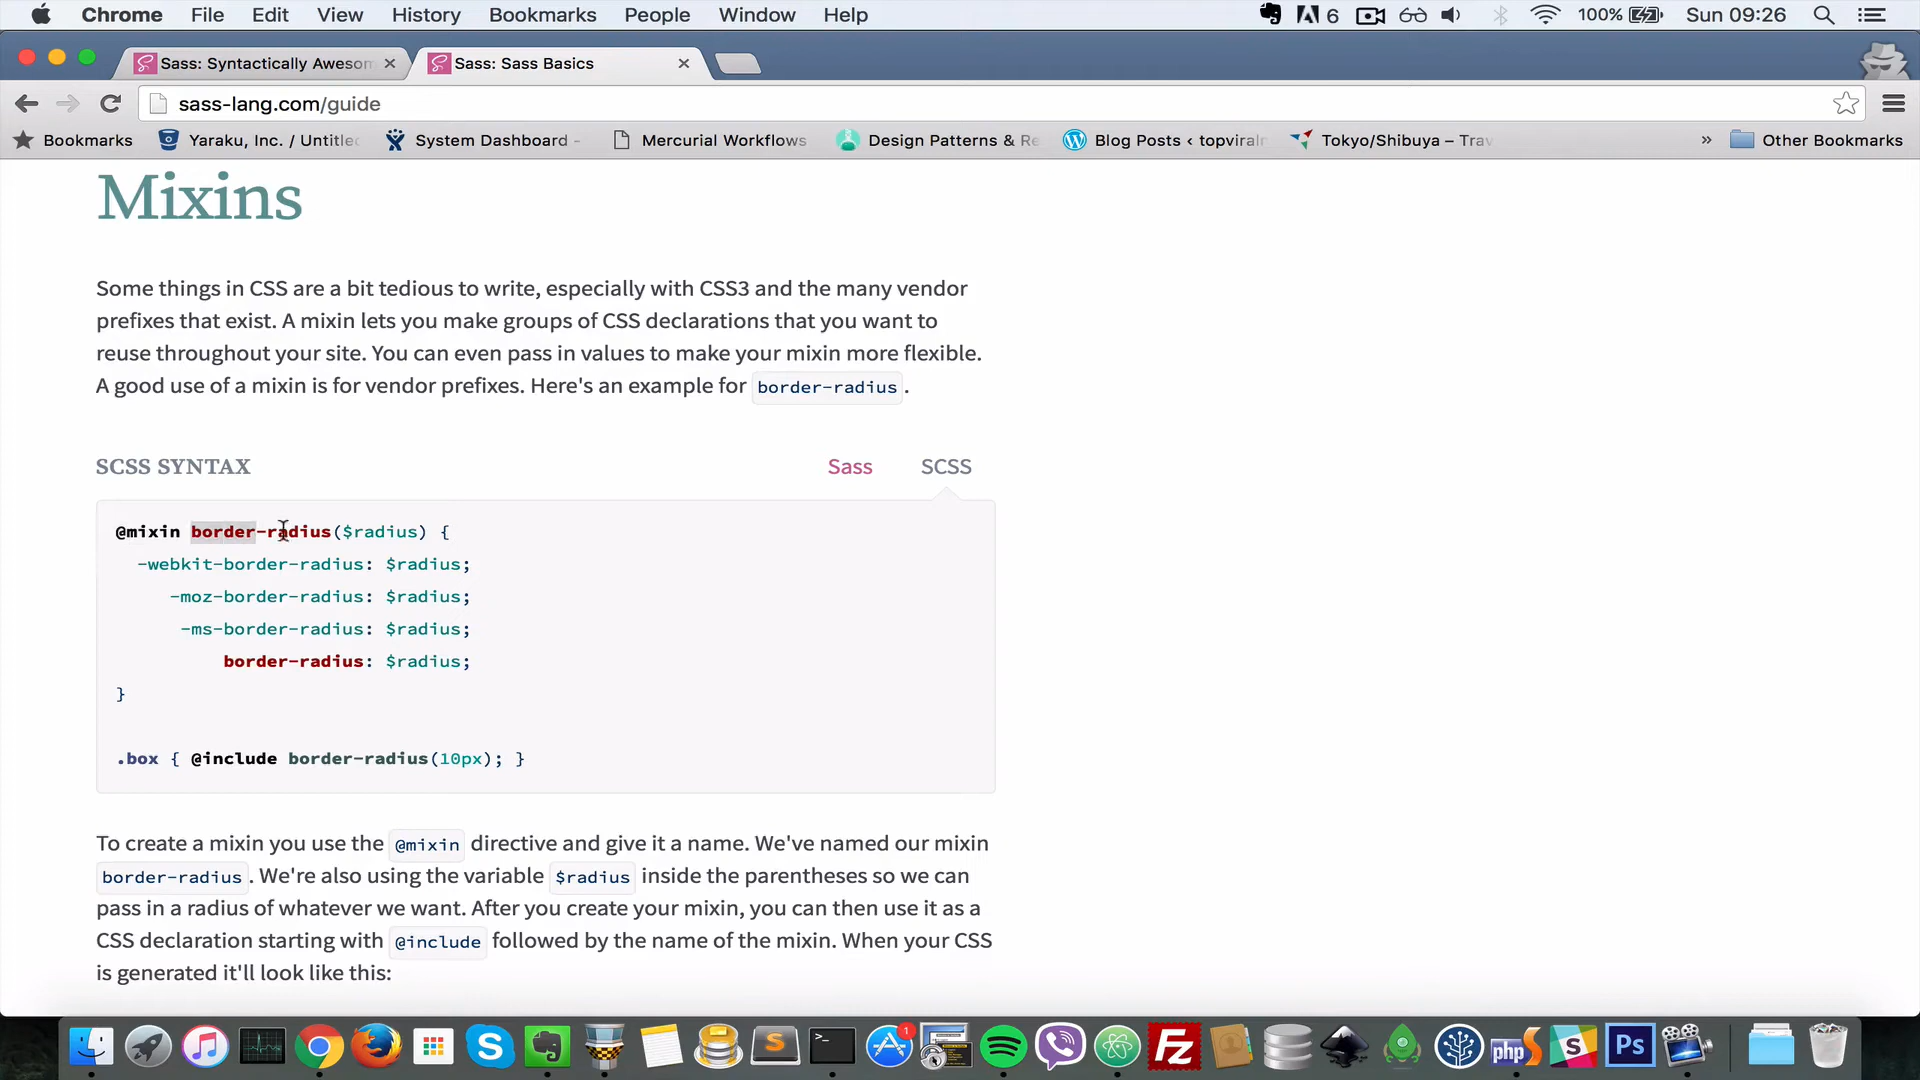 Chrome File Edit View History Bookmarks People Window Help 6 100% Sun 09:26
Sass: Syntactically Awesom Sass: Sass Basics
sass-lang.com/guide
Bookmarks Yaraku, Inc. / Untitle System Dashboard - Mercurial Workflows Design Patterns & Re Blog Posts ‹ topviral Tokyo/Shibuya – Trav » Other Bookmarks
Mixins
Some things in CSS are a bit tedious to write, especially with CSS3 and the many vendor
prefixes that exist. A mixin lets you make groups of CSS declarations that you want to
reuse throughout your site. You can even pass in values to make your mixin more flexible.
A good use of a mixin is for vendor prefixes. Here's an example for border-radius.
SCSS SYNTAX Sass SCSS
@mixin border-radius($radius) {
-webkit-border-radius: $radius;
-moz-border-radius: $radius;
-ms-border-radius: $radius;
border-radius: $radius;
}
.box { @include border-radius(10px); }
To create a mixin you use the @mixin directive and give it a name. We've named our mixin
border-radius. We're also using the variable $radius inside the parentheses so we can
pass in a radius of whatever we want. After you create your mixin, you can then use it as a
CSS declaration starting with @include followed by the name of the mixin. When your CSS
is generated it'll look like this:
S S >_ 1 Fz php S Ps